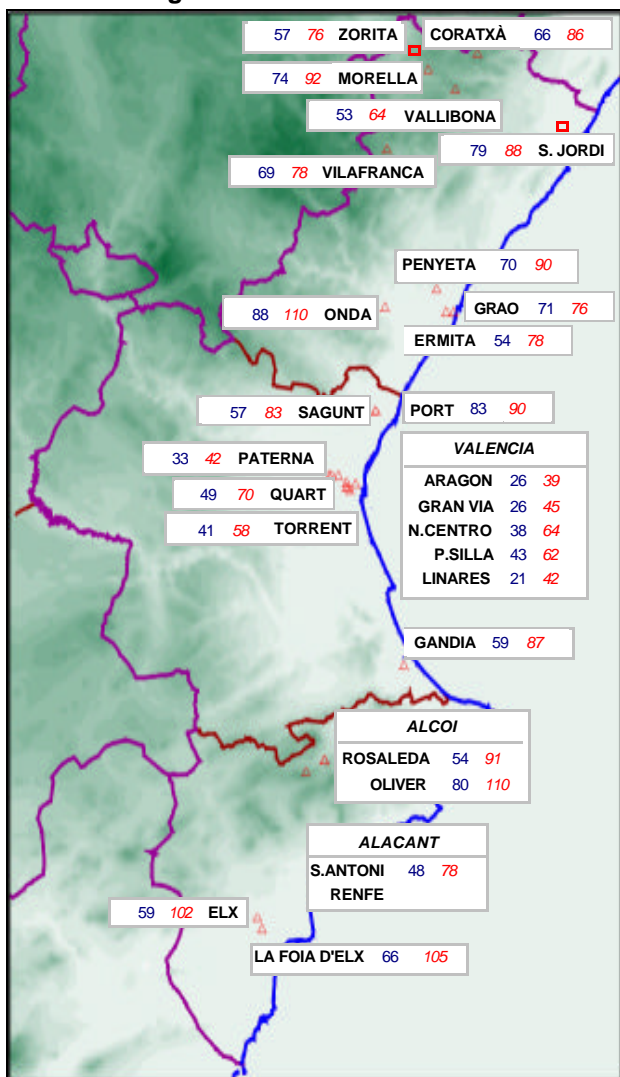 57 76 ZORITA
CORATXÀ 66 86
74 92 MORELLA
53 64 VALLIBONA
79 88 S. JORDI
69 78 VILAFRANCA
PENYETA 70 90
88 110 ONDA
GRAO 71 76
ERMITA 54 78
57 83 SAGUNT
PORT 83 90
33 42 PATERNA
49 70 QUART
41 58 TORRENT
VALENCIA
ARAGON 26 39
GRAN VIA 26 45
N.CENTRO 38 64
P.SILLA 43 62
LINARES 21 42
GANDIA 59 87
ALCOI
ROSALEDA 54 91
OLIVER 80 110
ALACANT
S.ANTONI 48 78
RENFE
59 102 ELX
LA FOIA D'ELX 66 105